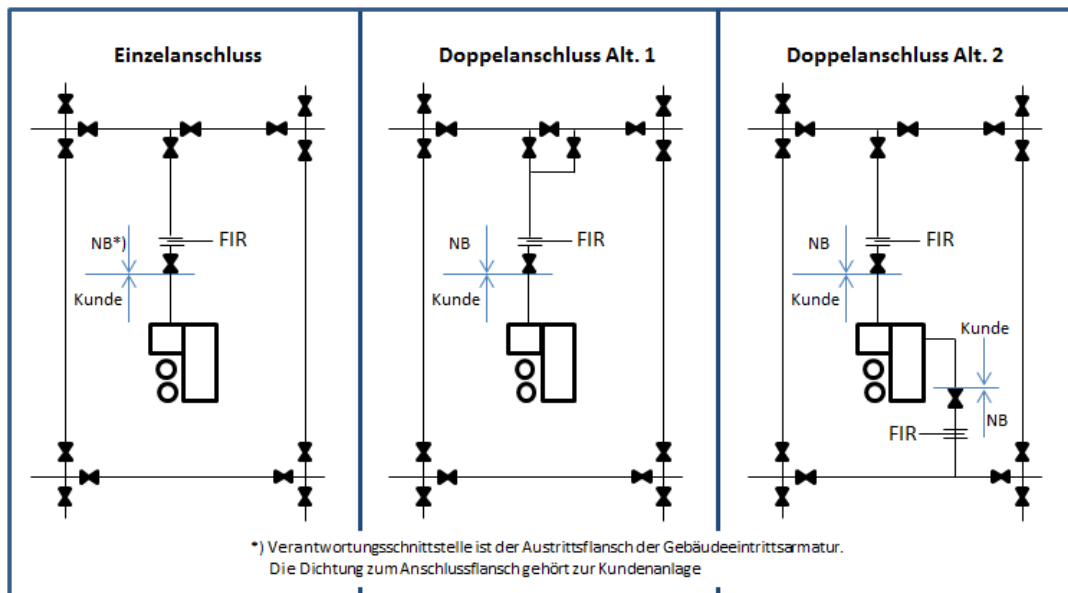 Einzelanschluss
NB*)
FIR
Kunde
Doppelanschluss Alt. 1
NB
FIR
Kunde
Doppelanschluss Alt. 2
NB
FIR
Kunde
Kunde
NB
FIR
*) Verantwortungsschnittstelle ist der Austrittsflansch der Gebäudeeintrittsarmatur.
Die Dichtung zum Anschlussflansch gehört zur Kundenanlage